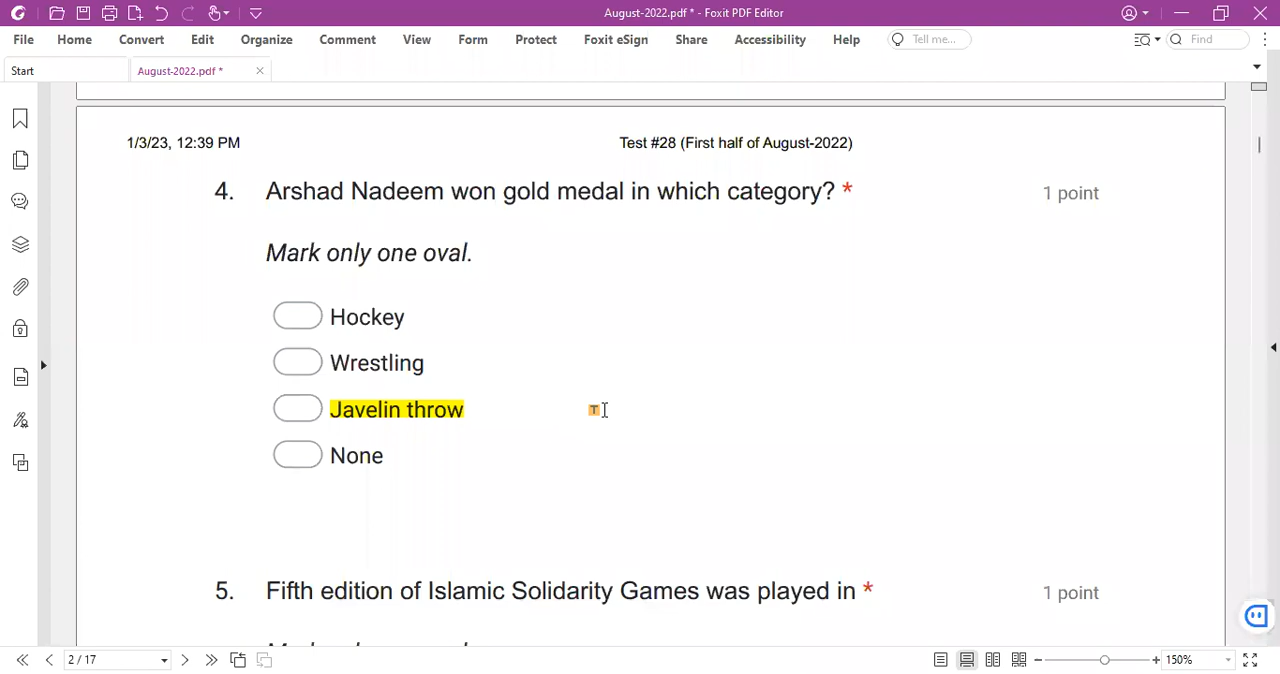 August-2022.pdf * - Foxit PDF Editor
File Home Convert Edit Organize Comment View Form Protect Foxit eSign Share Accessibility Help Tell me... Find
Start August-2022.pdf *
1/3/23, 12:39 PM Test #28 (First half of August-2022)
4. Arshad Nadeem won gold medal in which category? * 1 point
Mark only one oval.
Hockey
Wrestling
Javelin throw
None
5. Fifth edition of Islamic Solidarity Games was played in * 1 point
2 / 17 150%